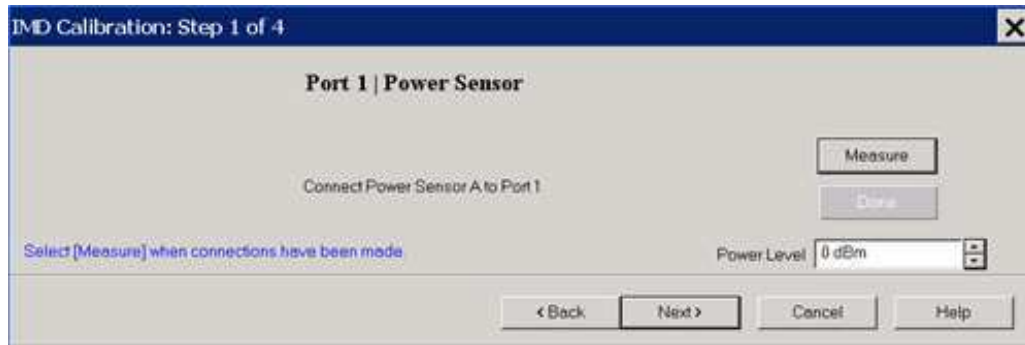 IMD Calibration: Step 1 of 4
Port 1 | Power Sensor
Measure
Connect Power Sensor A to Port 1
Done
Select [Measure] when connections have been made
Power Level 0 dBm
< Back Next > Cancel Help